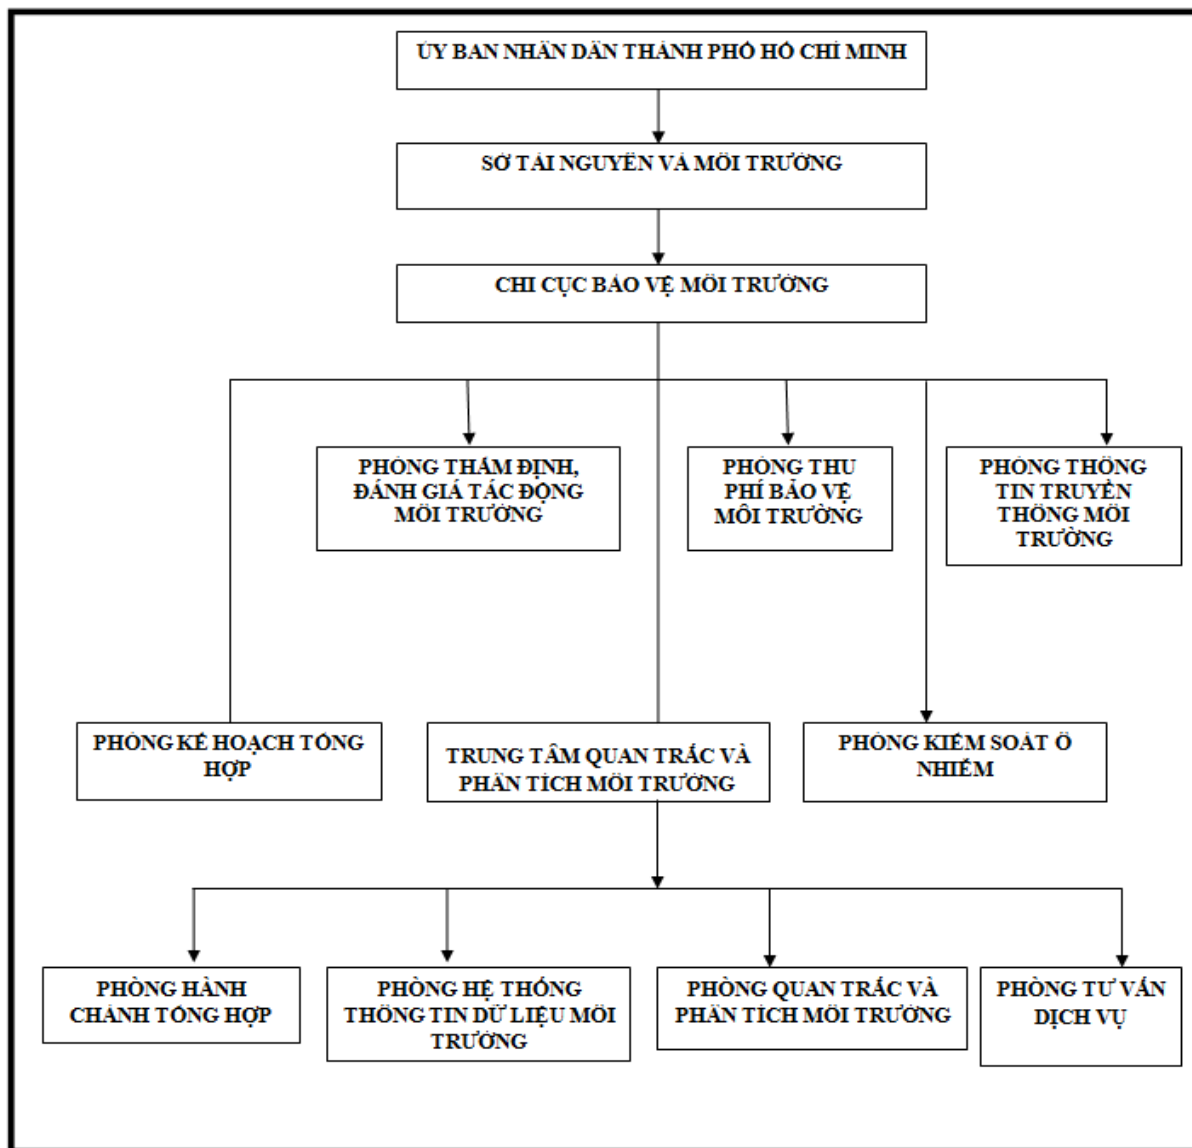 ỦY BAN NHÂN DÂN THÀNH PHỐ HỒ CHÍ MINH
SỞ TÀI NGUYÊN VÀ MÔI TRƯỜNG
CHI CỤC BẢO VỆ MÔI TRƯỜNG
PHÒNG THẨM ĐỊNH,
ĐÁNH GIÁ TÁC ĐỘNG
MÔI TRƯỜNG
PHÒNG THU
PHÍ BẢO VỆ
MÔI TRƯỜNG
PHÒNG THÔNG
TIN TRUYỀN
THÔNG MÔI
TRƯỜNG
PHÒNG KẾ HOẠCH TỔNG
HỢP
TRUNG TÂM QUAN TRẮC VÀ
PHÂN TÍCH MÔI TRƯỜNG
PHÒNG KIỂM SOÁT Ô
NHIỄM
PHÒNG HÀNH
CHÁNH TỔNG HỢP
PHÒNG HỆ THỐNG
THÔNG TIN DỮ LIỆU MÔI
TRƯỜNG
PHÒNG QUAN TRẮC VÀ
PHÂN TÍCH MÔI TRƯỜNG
PHÒNG TƯ VẤN
DỊCH VỤ